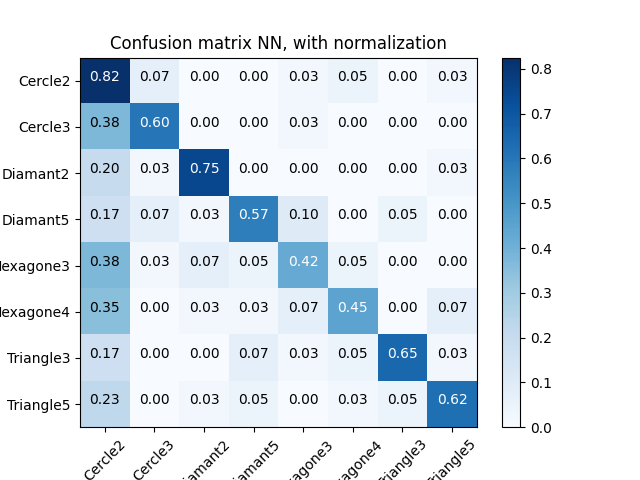 Confusion matrix NN, with normalization
Cercle2 0.82 0.07 0.00 0.00 0.03 0.05 0.00 0.03
Cercle3 0.38 0.60 0.00 0.00 0.03 0.00 0.00 0.00
Diamant2 0.20 0.03 0.75 0.00 0.00 0.00 0.00 0.03
Diamant5 0.17 0.07 0.03 0.57 0.10 0.00 0.05 0.00
lexagone3 0.38 0.03 0.07 0.05 0.42 0.05 0.00 0.00
lexagone4 0.35 0.00 0.03 0.03 0.07 0.45 0.00 0.07
Triangle3 0.17 0.00 0.00 0.07 0.03 0.05 0.65 0.03
Triangle5 0.23 0.00 0.03 0.05 0.00 0.03 0.05 0.62
Cercle2 Cercle3 iamant2 iamant5 agone3 agone4 riangle3 riangle5
0.8
0.7
0.6
0.5
0.4
0.3
0.2
0.1
0.0